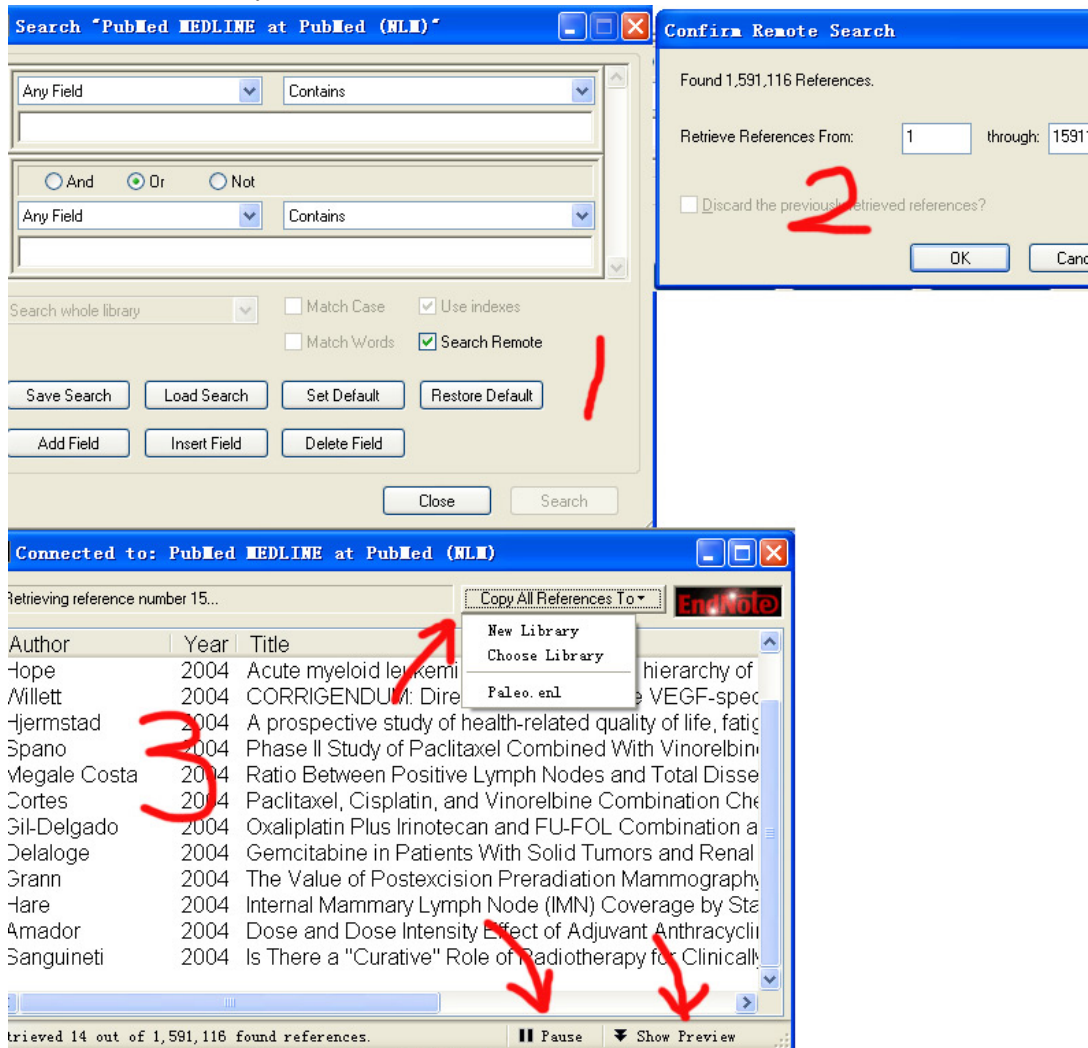 Search "PubMed MEDLINE at PubMed (NLM)"
Any Field
Contains
And Or Not
Any Field
Contains
Search whole library
Match Case
Use indexes
Match Words
Search Remote
Save Search
Load Search
Set Default
Restore Default
Add Field
Insert Field
Delete Field
Close
Search
1
Confirm Remote Search
Found 1,591,116 References.
Retrieve References From: 1 through: 15911
Discard the previously retrieved references?
OK
Canc
2
Connected to: PubMed MEDLINE at PubMed (NLM)
Retrieving reference number 15...
Copy All References To
EndNote
New Library
Choose Library
Paleo.enl
Author Year Title
Hope 2004 Acute myeloid leukemi hierarchy of
Willett 2004 CORRIGENDUM: Dire VEGF-spec
Hjermstad 2004 A prospective study of health-related quality of life, fatig
Spano 2004 Phase II Study of Paclitaxel Combined With Vinorelbin
Megale Costa 2004 Ratio Between Positive Lymph Nodes and Total Disse
Cortes 2004 Paclitaxel, Cisplatin, and Vinorelbine Combination Che
Gil-Delgado 2004 Oxaliplatin Plus Irinotecan and FU-FOL Combination a
Delaloge 2004 Gemcitabine in Patients With Solid Tumors and Renal
Grann 2004 The Value of Postexcision Preradiation Mammography
Hare 2004 Internal Mammary Lymph Node (IMN) Coverage by Sta
Amador 2004 Dose and Dose Intensity Effect of Adjuvant Anthracyclin
Sanguineti 2004 Is There a "Curative" Role of Radiotherapy for Clinically
3
trieved 14 out of 1,591,116 found references.
Pause
Show Preview